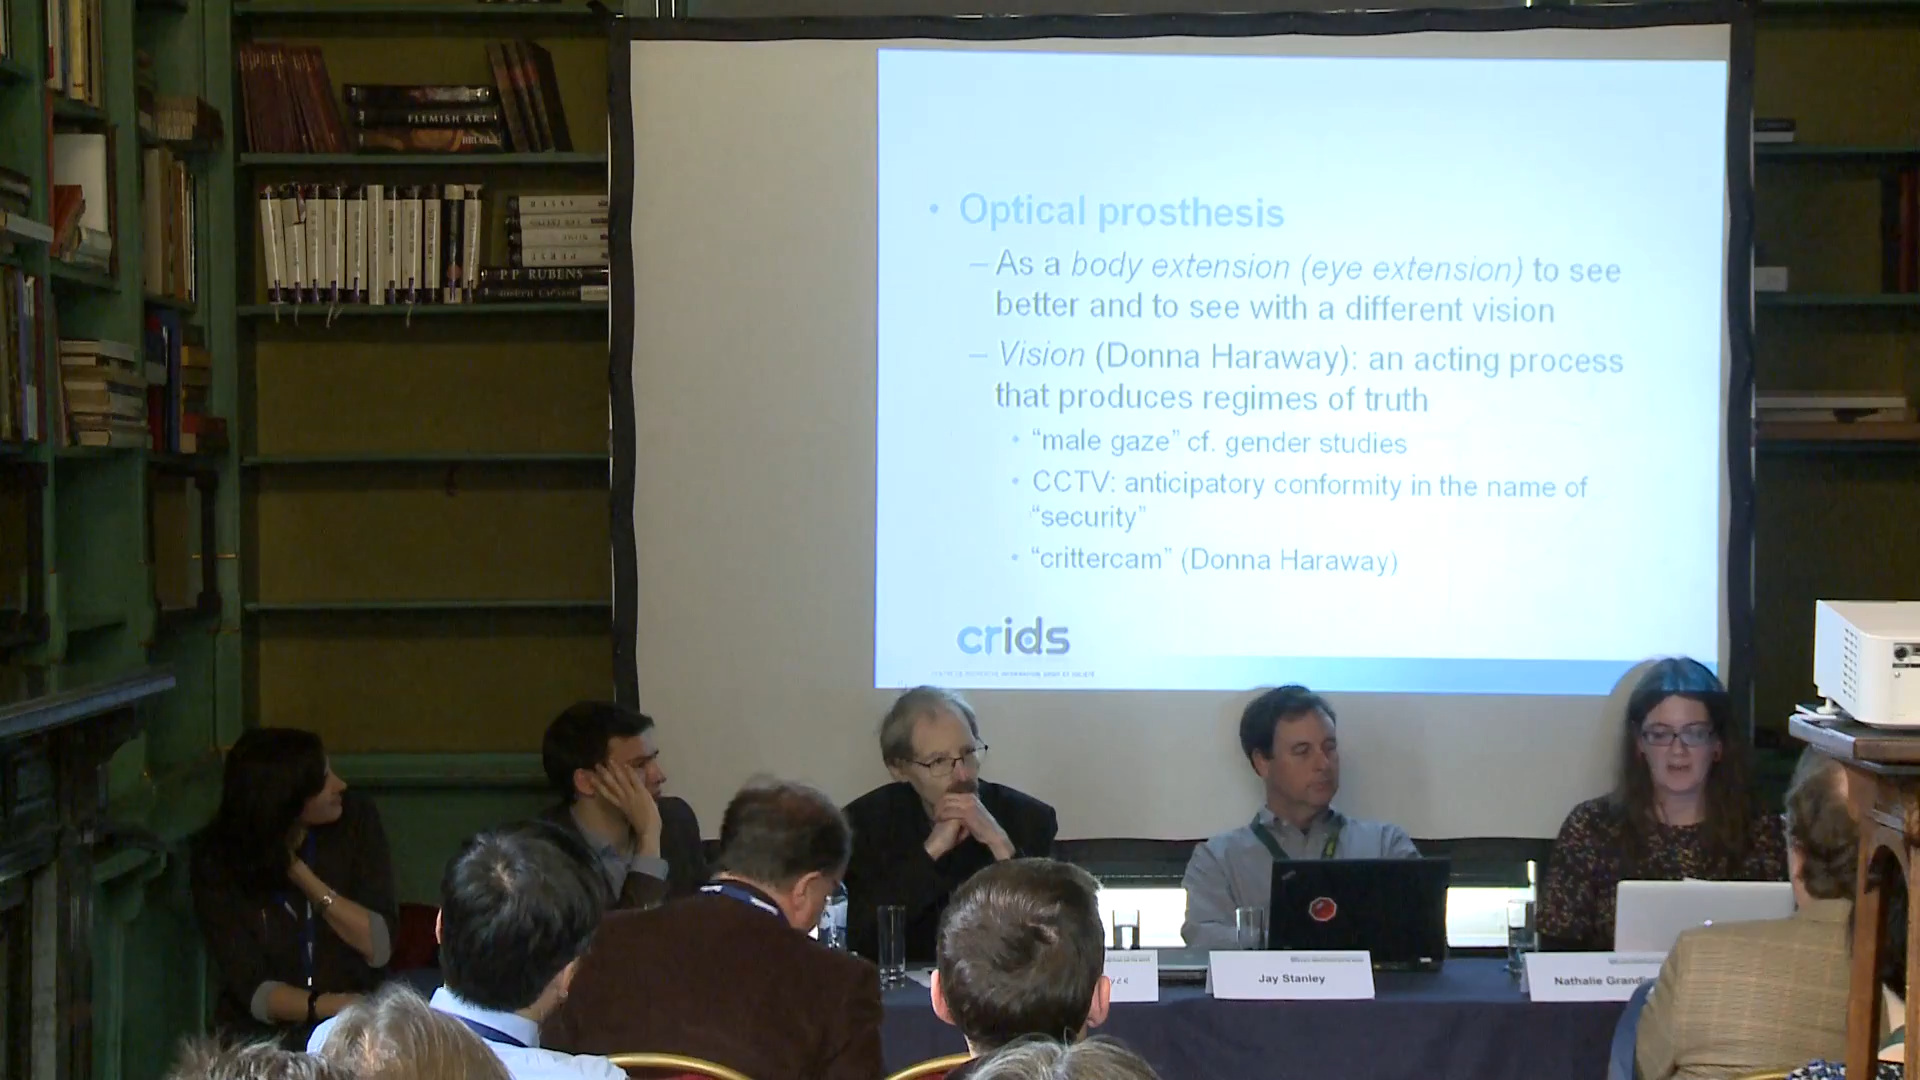 FLEMISH ART
P P RUBENS
• Optical prosthesis
– As a body extension (eye extension) to see
better and to see with a different vision
– Vision (Donna Haraway): an acting process
that produces regimes of truth
• “male gaze” cf. gender studies
• CCTV: anticipatory conformity in the name of
“security”
• “crittercam” (Donna Haraway)
crids
Jay Stanley
Nathalie